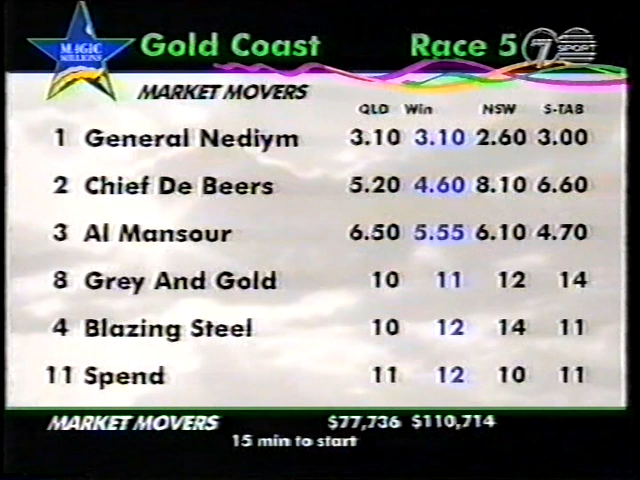 MAGIC
MILLIONS
Gold Coast Race 5 7 SPORT
MARKET MOVERS
QLD Win NSW S-TAB
1 General Nediym 3.10 3.10 2.60 3.00
2 Chief De Beers 5.20 4.60 8.10 6.60
3 Al Mansour 6.50 5.55 6.10 4.70
8 Grey And Gold 10 11 12 14
4 Blazing Steel 10 12 14 11
11 Spend 11 12 10 11
MARKET MOVERS $77,736 $110,714
15 min to start